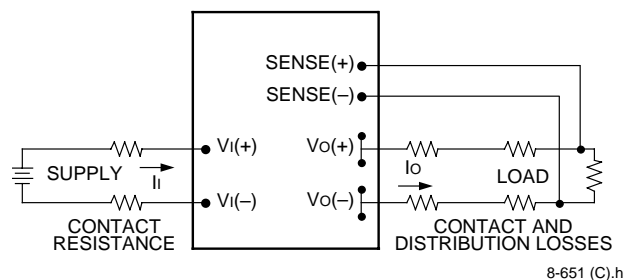 SENSE(+)
SENSE(–)
VI(+)
VO(+)
IO
SUPPLY
II
LOAD
VI(–)
VO(–)
CONTACT
RESISTANCE
CONTACT AND
DISTRIBUTION LOSSES
8-651 (C).h